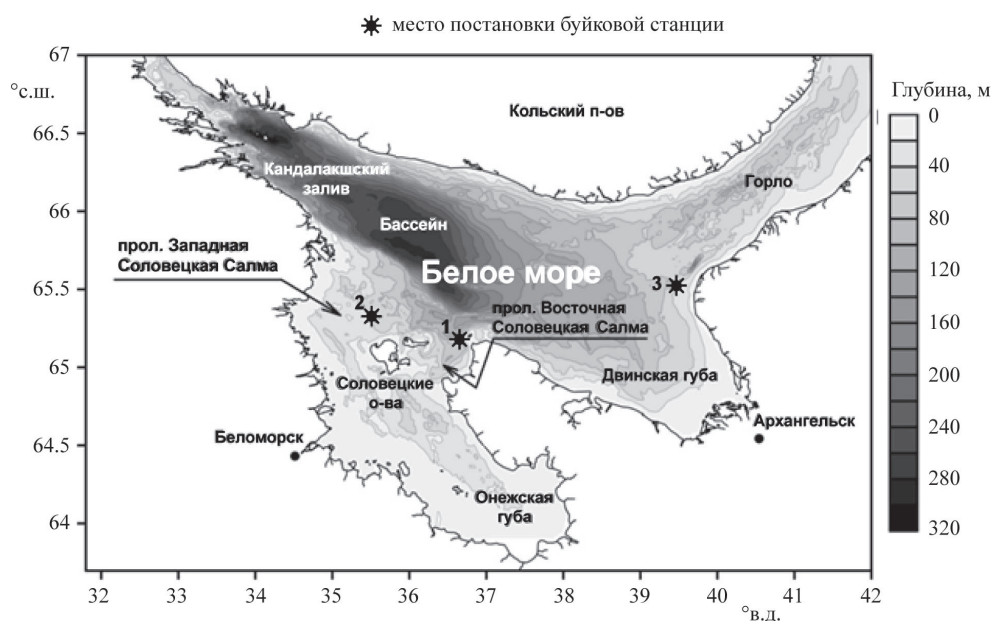 место постановки буйковой станции
67
°с.ш.
66.5
66
65.5
65
64.5
64
32
33
34
35
36
37
38
39
40
41
42
°в.д.
Кольский п-ов
Кандалакшский
залив
Горло
Бассейн
прол. Западная
Соловецкая Салма
Белое море
3
2
1
прол. Восточная
Соловецкая Салма
Соловецкие
о-ва
Двинская губа
Беломорск
Архангельск
Онежская
губа
Глубина, м
0
40
80
120
160
200
240
280
320